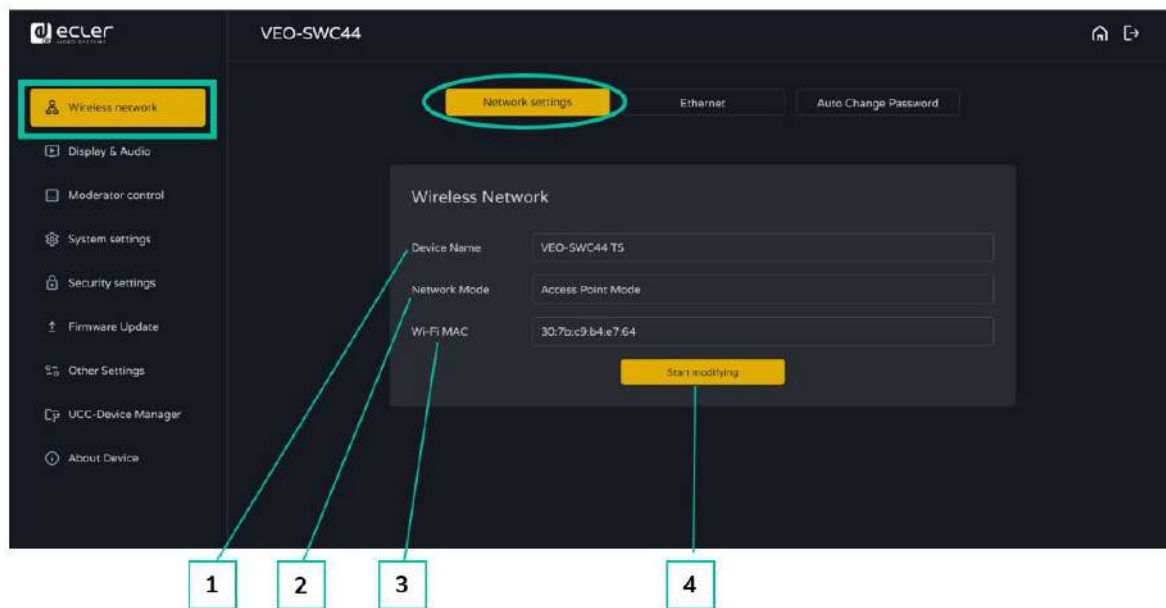 ecler VEO-SWC44
Wireless network
Network settings Ethernet Auto Change Password
Display & Audio
Moderator control
System settings
Security settings
Firmware Update
Other Settings
UCC-Device Manager
About Device
Wireless Network
Device Name VEO-SWC44 TS
Network Mode Access Point Mode
Wi-Fi MAC 30:7b:c9:b4:e7:64
Start modifying
1 2 3 4